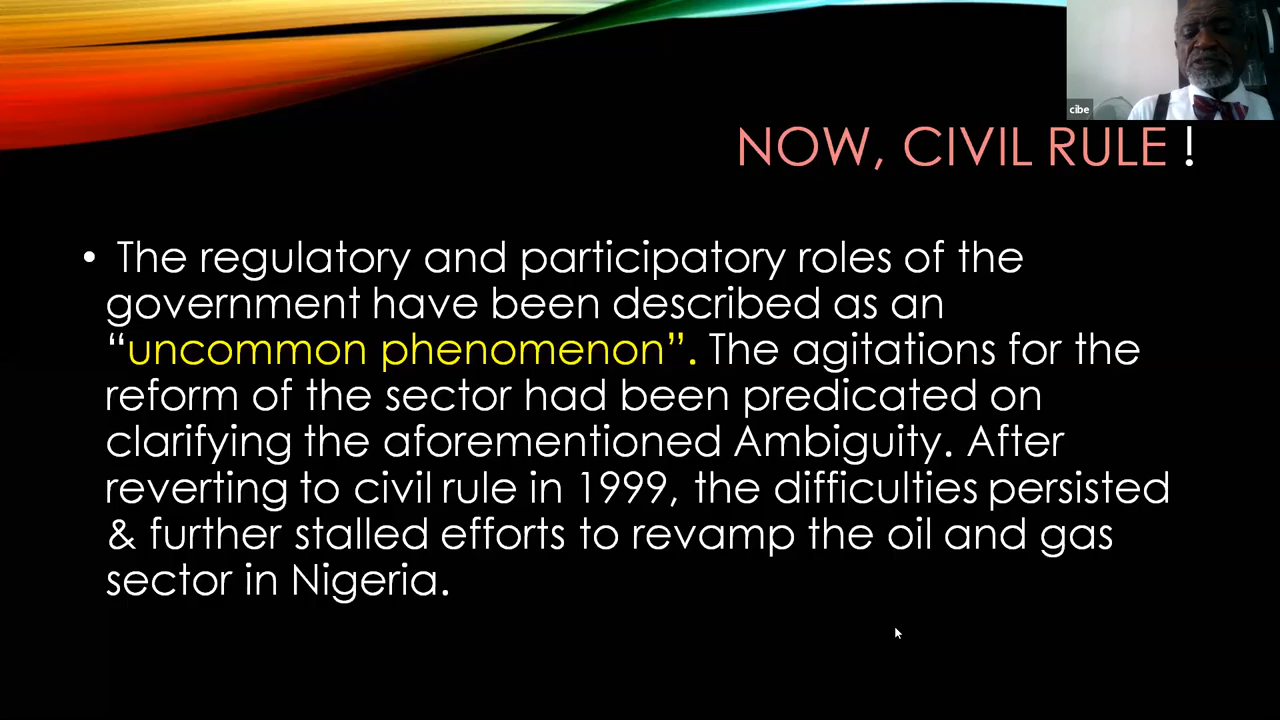 cibe
NOW, CIVIL RULE !
• The regulatory and participatory roles of the
government have been described as an
“uncommon phenomenon”. The agitations for the
reform of the sector had been predicated on
clarifying the aforementioned Ambiguity. After
reverting to civil rule in 1999, the difficulties persisted
& further stalled efforts to revamp the oil and gas
sector in Nigeria.